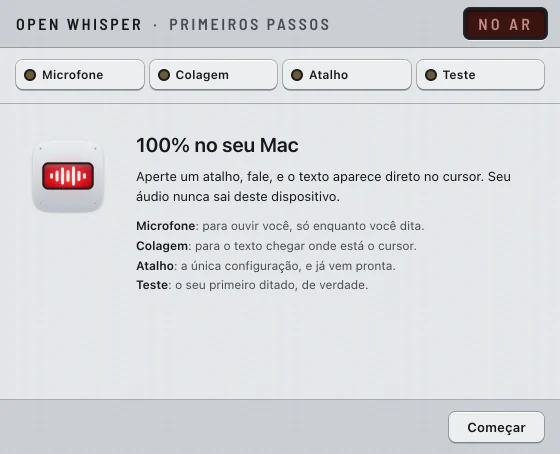 OPEN WHISPER · PRIMEIROS PASSOS
NO AR
Microfone
Colagem
Atalho
Teste
100% no seu Mac
Aperte um atalho, fale, e o texto aparece direto no cursor. Seu
áudio nunca sai deste dispositivo.
Microfone: para ouvir você, só enquanto você dita.
Colagem: para o texto chegar onde está o cursor.
Atalho: a única configuração, e já vem pronta.
Teste: o seu primeiro ditado, de verdade.
Começar